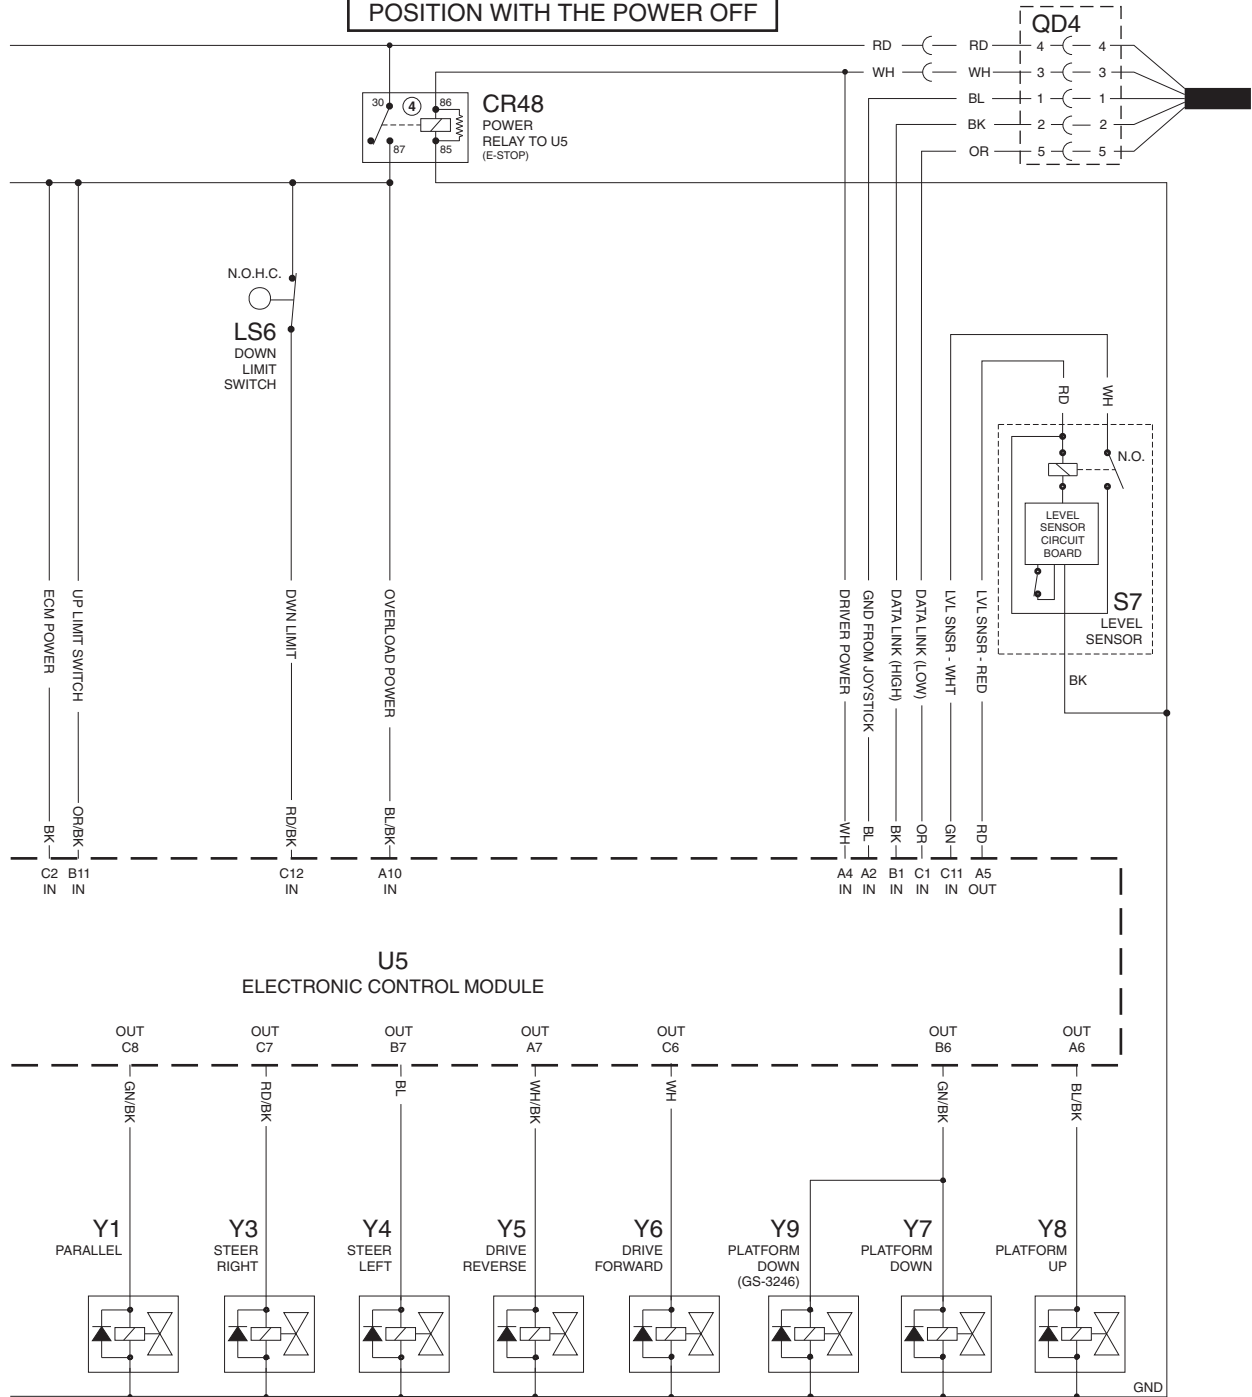 POSITION WITH THE POWER OFF
QD4
RD RD 4 4
WH WH 3 3
BL 1 1
BK 2 2
OR 5 5
30 4 86
87 85
CR48
POWER
RELAY TO U5
(E-STOP)
N.O.H.C.
LS6
DOWN
LIMIT
SWITCH
RD
WH
N.O.
LEVEL
SENSOR
CIRCUIT
BOARD
S7
LEVEL
SENSOR
BK
ECM POWER
UP LIMIT SWITCH
DWN LIMIT
OVERLOAD POWER
DRIVER POWER
GND FROM JOYSTICK
DATA LINK (HIGH)
DATA LINK (LOW)
LVL SNSR - WHT
LVL SNSR - RED
BK
OR/BK
RD/BK
BL/BK
WH
BL
BK
OR
GN
RD
C2 B11 C12 A10 A4 A2 B1 C1 C11 A5
IN IN IN IN IN IN IN IN IN OUT
U5
ELECTRONIC CONTROL MODULE
OUT OUT OUT OUT OUT OUT OUT
C8 C7 B7 A7 C6 B6 A6
GN/BK
RD/BK
BL
WH/BK
WH
GN/BK
BL/BK
Y1
PARALLEL
Y3
STEER
RIGHT
Y4
STEER
LEFT
Y5
DRIVE
REVERSE
Y6
DRIVE
FORWARD
Y9
PLATFORM
DOWN
(GS-3246)
Y7
PLATFORM
DOWN
Y8
PLATFORM
UP
GND